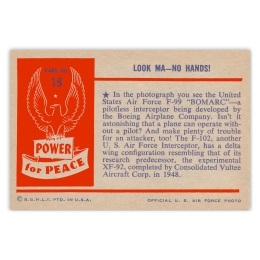 CARD NO.
19
POWER
for PEACE
LOOK MA—NO HANDS!
★ In the photograph you see the United
States Air Force F-99 "BOMARC"—a
pilotless interceptor being developed by
the Boeing Airplane Company. Isn't it
astonishing that a plane can operate with-
out a pilot? And make plenty of trouble
for an attacker, too! The F-102, another
U. S. Air Force Interceptor, has a delta
wing configuration resembling that of its
research predecessor, the experimental
XF-92, completed by Consolidated Vultee
Aircraft Corp. in 1948.
PTD. IN U.S.A.
OFFICIAL U. S. AIR FORCE PHOTO